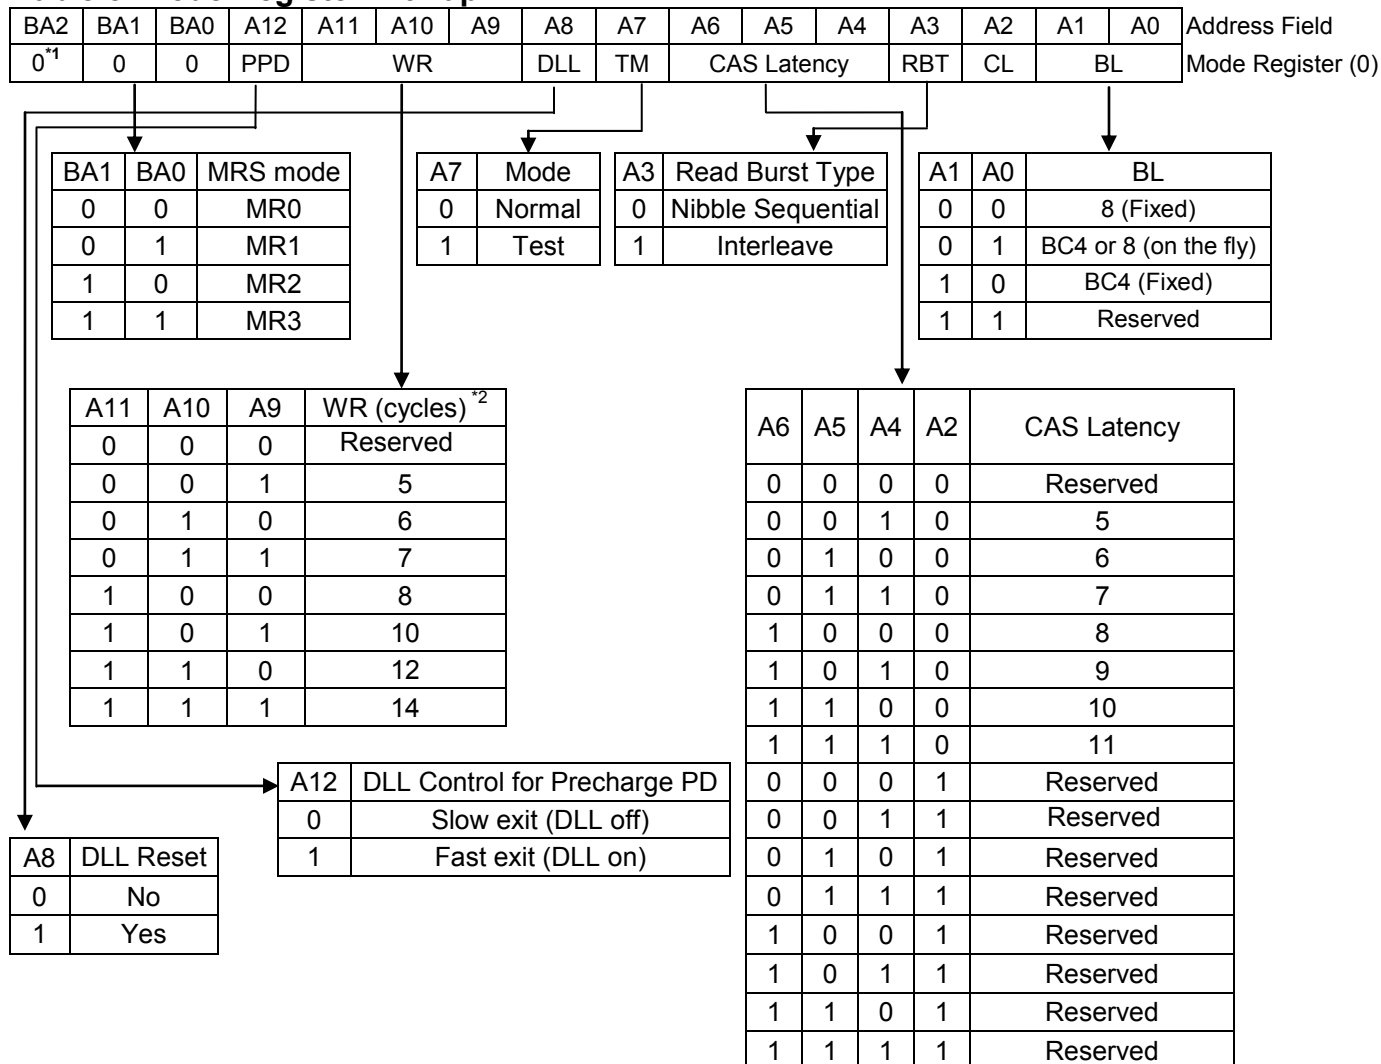 BA2 BA1 BA0 A12 A11 A10 A9 A8 A7 A6 A5 A4 A3 A2 A1 A0 Address Field
0*1 0 0 PPD WR DLL TM CAS Latency RBT CL BL Mode Register (0)
BA1 BA0 MRS mode
0 0 MR0
0 1 MR1
1 0 MR2
1 1 MR3
A7 Mode
0 Normal
1 Test
A3 Read Burst Type
0 Nibble Sequential
1 Interleave
A1 A0 BL
0 0 8 (Fixed)
0 1 BC4 or 8 (on the fly)
1 0 BC4 (Fixed)
1 1 Reserved
A11 A10 A9 WR (cycles) *2
0 0 0 Reserved
0 0 1 5
0 1 0 6
0 1 1 7
1 0 0 8
1 0 1 10
1 1 0 12
1 1 1 14
A6 A5 A4 A2 CAS Latency
0 0 0 0 Reserved
0 0 1 0 5
0 1 0 0 6
0 1 1 0 7
1 0 0 0 8
1 0 1 0 9
1 1 0 0 10
1 1 1 0 11
0 0 0 1 Reserved
0 0 1 1 Reserved
0 1 0 1 Reserved
0 1 1 1 Reserved
1 0 0 1 Reserved
1 0 1 1 Reserved
1 1 0 1 Reserved
1 1 1 1 Reserved
A12 DLL Control for Precharge PD
0 Slow exit (DLL off)
1 Fast exit (DLL on)
A8 DLL Reset
0 No
1 Yes